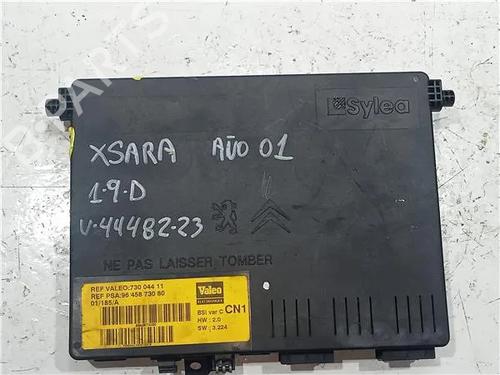 Sylea
XSARA AÑO 01
1.9-D
V-44482-23
NE PAS LAISSER TOMBER
REF VALEO:730 044 11
REF PSA:96 458 730 80
01/185/A
Valeo
BSI var C CN1
HW : 2.0
SW : 3.224